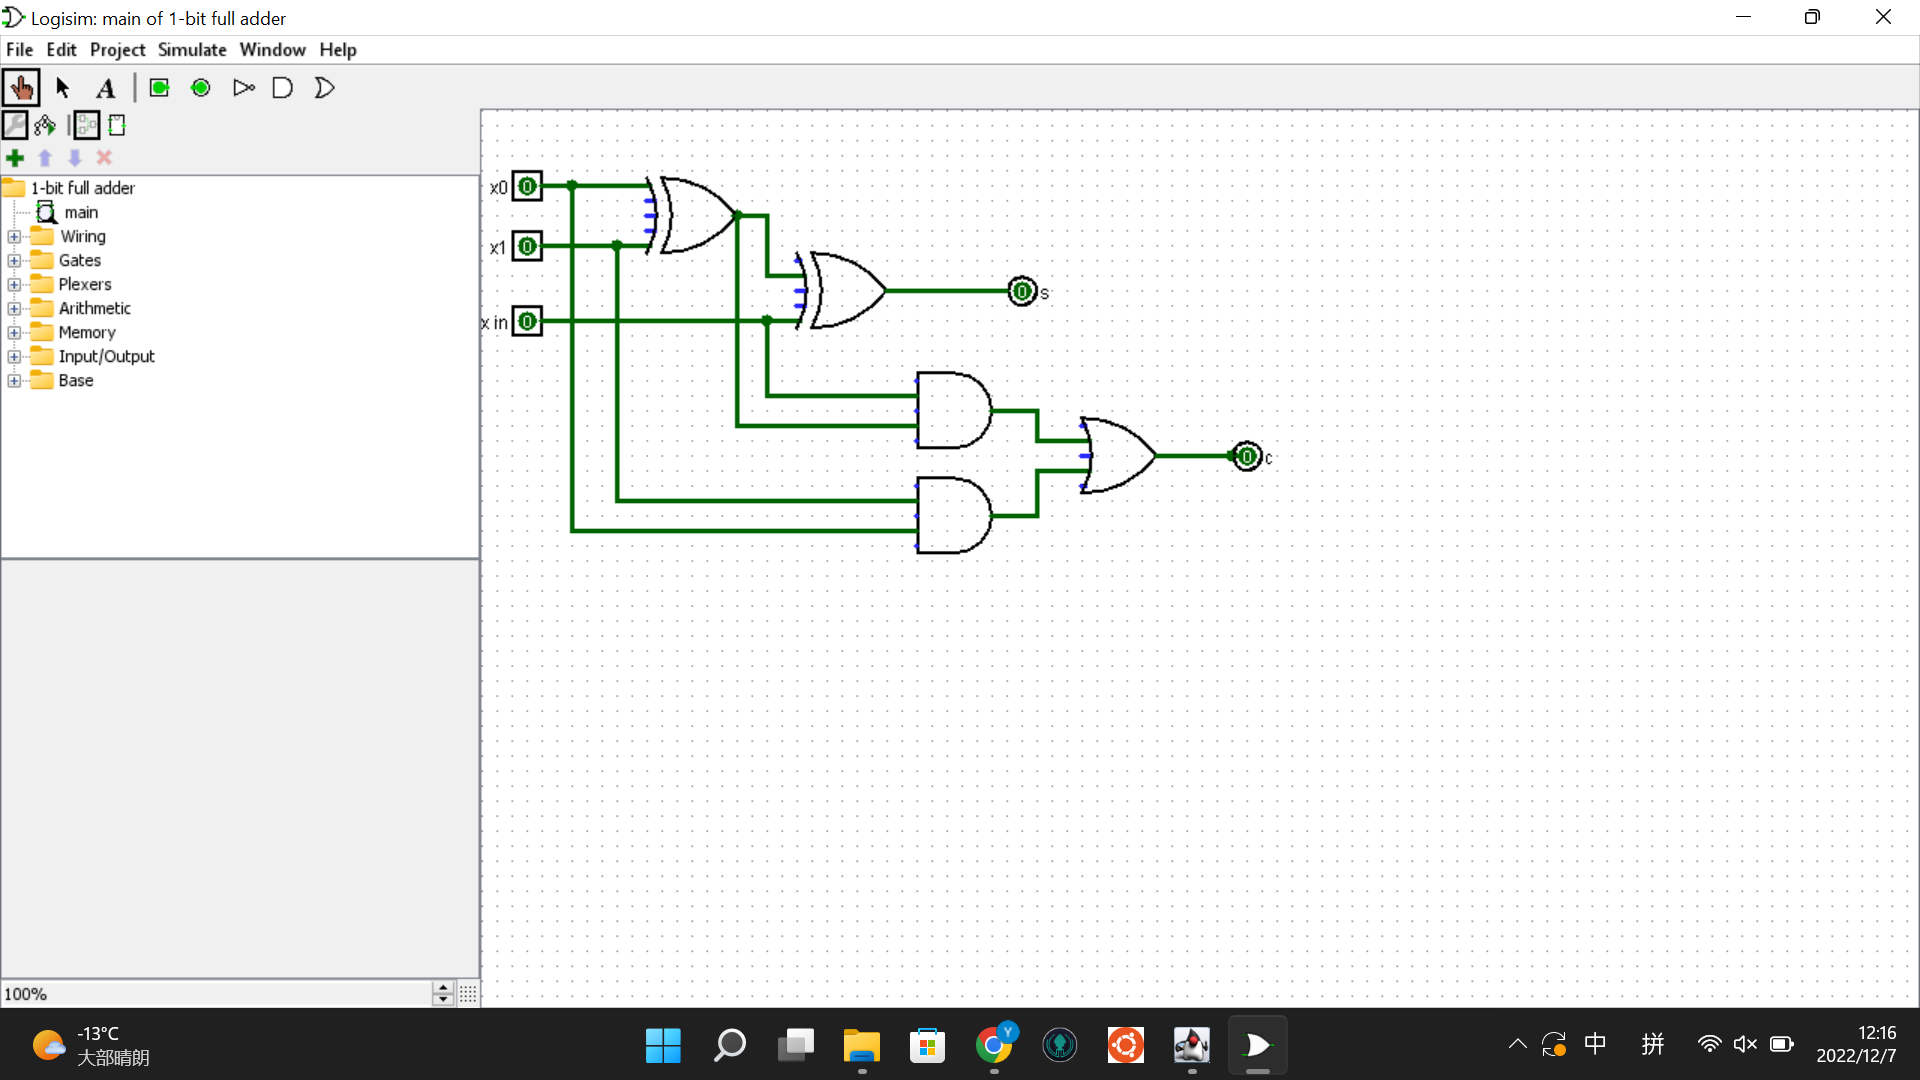 Logisim: main of 1-bit full adder
File Edit Project Simulate Window Help
A
1-bit full adder
main
Wiring
Gates
Plexers
Arithmetic
Memory
Input/Output
Base
x0 0
x1 0
x in 0
0 s
0 c
100%
-13°C
大部晴朗
Y
中
拼
12:16
2022/12/7